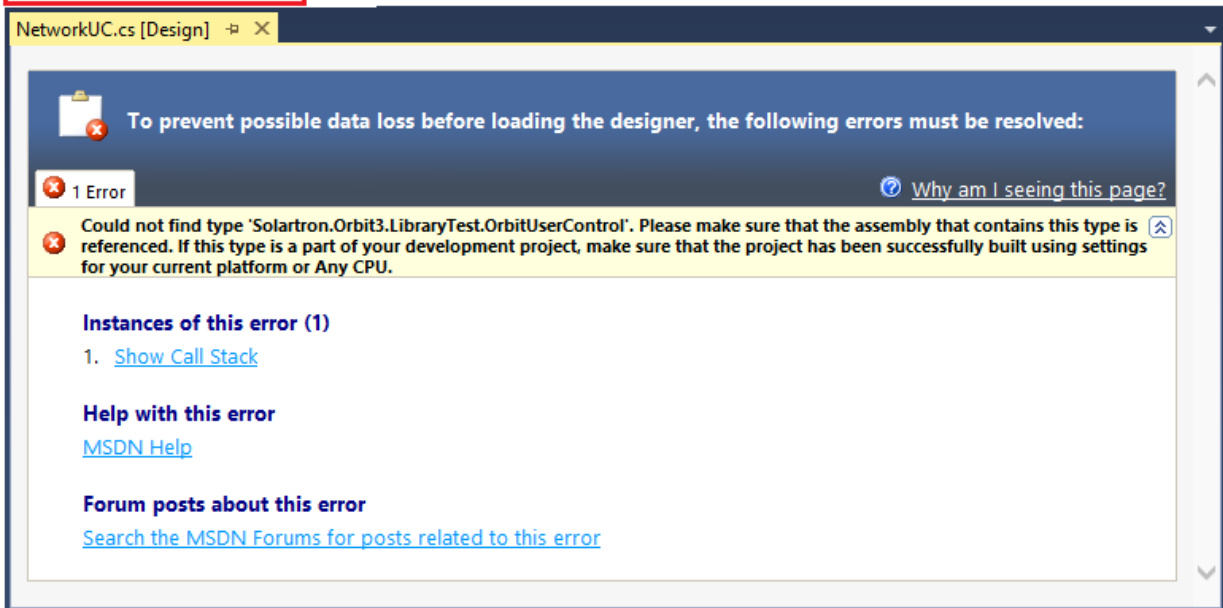 NetworkUC.cs [Design]
To prevent possible data loss before loading the designer, the following errors must be resolved:
1 Error
Why am I seeing this page?
Could not find type 'Solartron.Orbit3.LibraryTest.OrbitUserControl'. Please make sure that the assembly that contains this type is
referenced. If this type is a part of your development project, make sure that the project has been successfully built using settings
for your current platform or Any CPU.
Instances of this error (1)
1. Show Call Stack
Help with this error
MSDN Help
Forum posts about this error
Search the MSDN Forums for posts related to this error